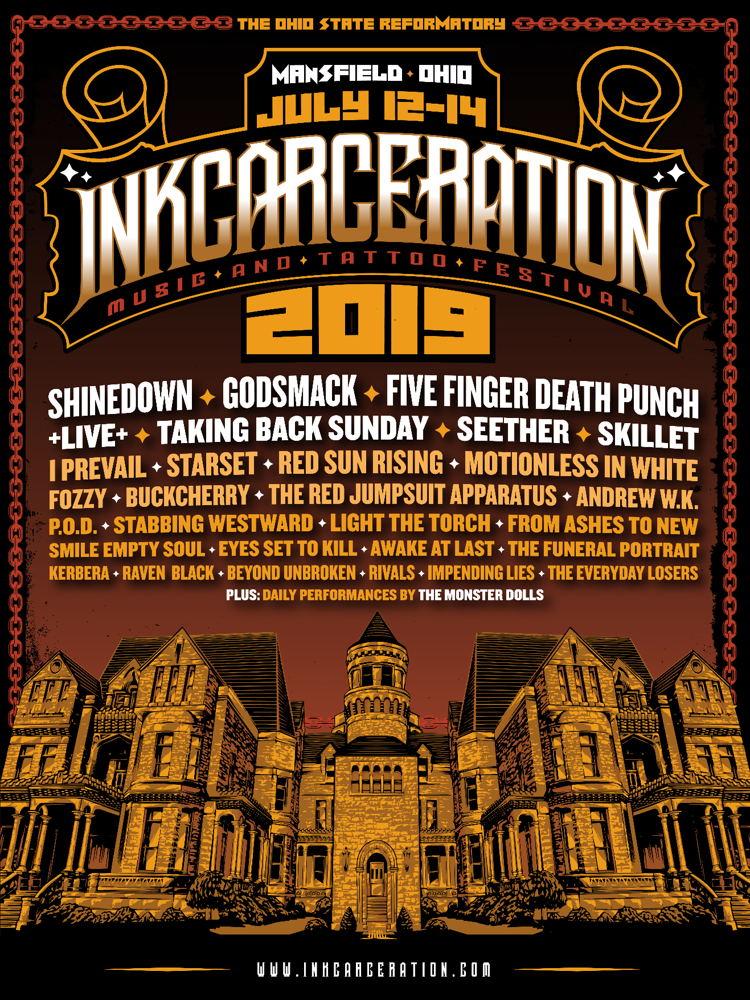 THE OHIO STATE REFORMATORY
MANSFIELD ✦ OHIO
JULY 12-14
INKCARCERATION
MUSIC ✦ AND ✦ TATTOO ✦ FESTIVAL
2019
SHINEDOWN ✦ GODSMACK ✦ FIVE FINGER DEATH PUNCH
+LIVE+ ✦ TAKING BACK SUNDAY ✦ SEETHER ✦ SKILLET
I PREVAIL ✦ STARSET ✦ RED SUN RISING ✦ MOTIONLESS IN WHITE
FOZZY ✦ BUCKCHERRY ✦ THE RED JUMPSUIT APPARATUS ✦ ANDREW W.K.
P.O.D. ✦ STABBING WESTWARD ✦ LIGHT THE TORCH ✦ FROM ASHES TO NEW
SMILE EMPTY SOUL ✦ EYES SET TO KILL ✦ AWAKE AT LAST ✦ THE FUNERAL PORTRAIT
KERBERA ✦ RAVEN BLACK ✦ BEYOND UNBROKEN ✦ RIVALS ✦ IMPENDING LIES ✦ THE EVERYDAY LOSERS
PLUS: DAILY PERFORMANCES BY THE MONSTER DOLLS
WWW.INKCARCERATION.COM